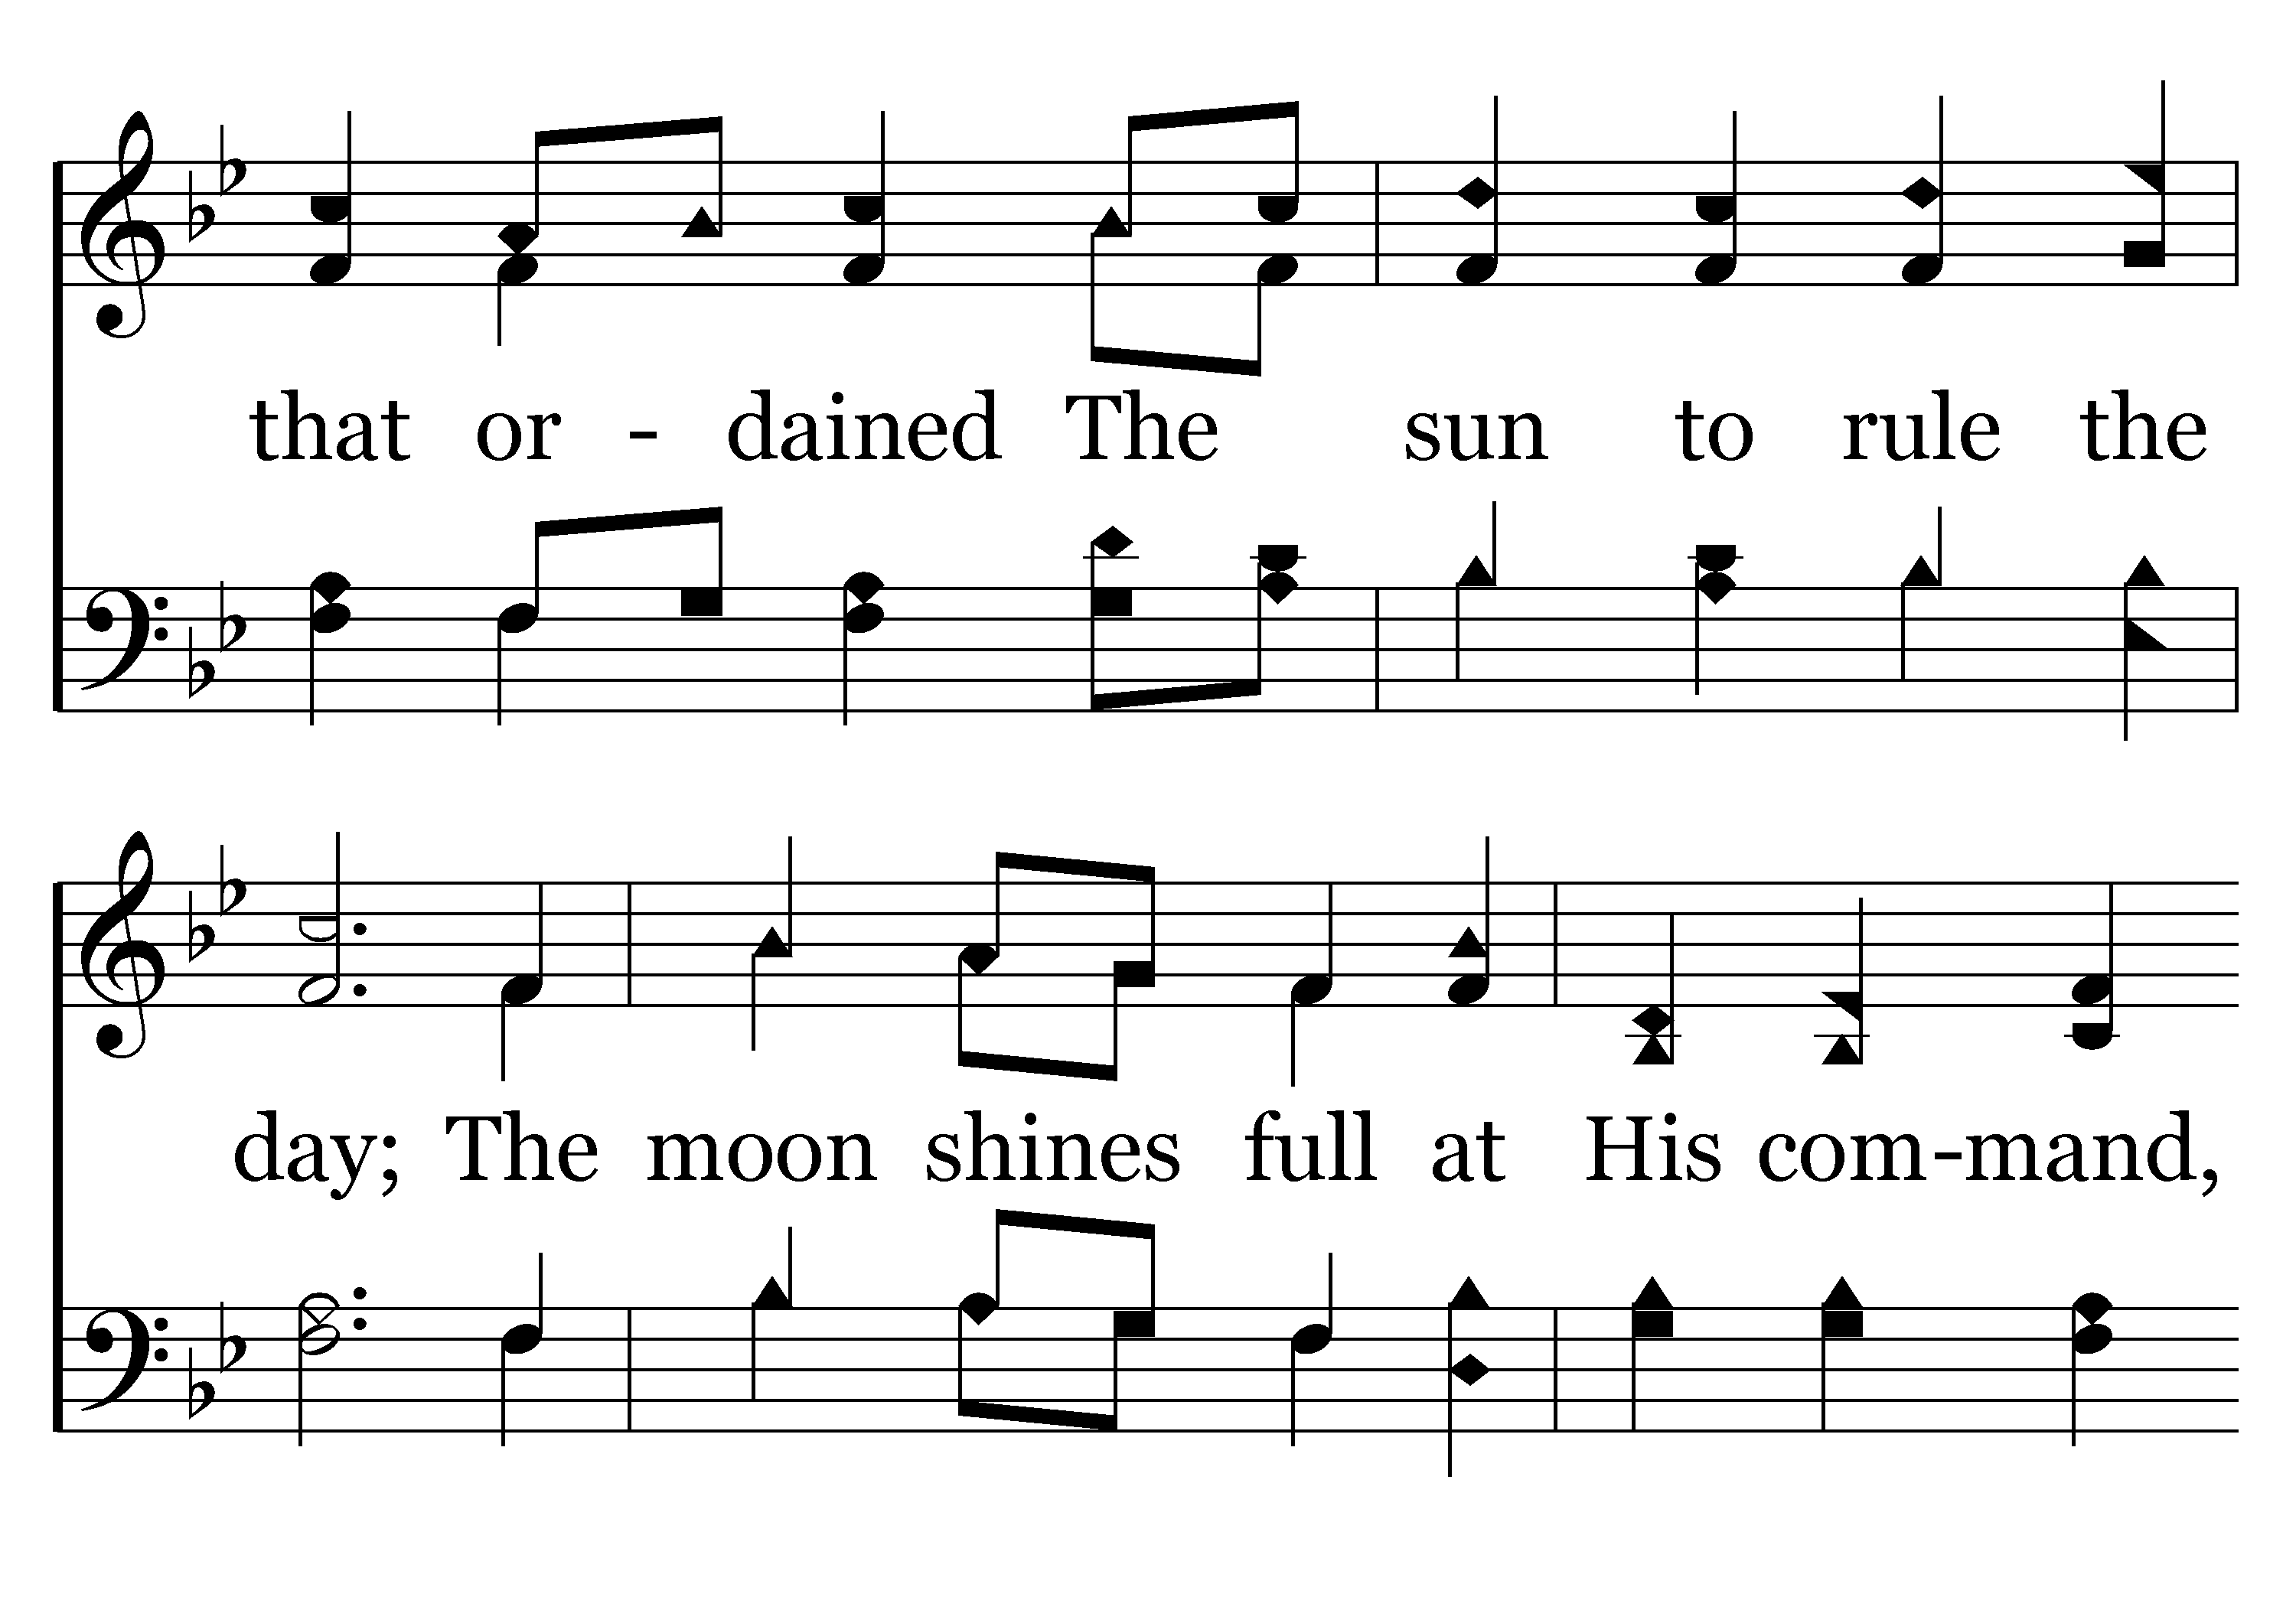 that or - dained The sun to rule the
day; The moon shines full at His com-mand,